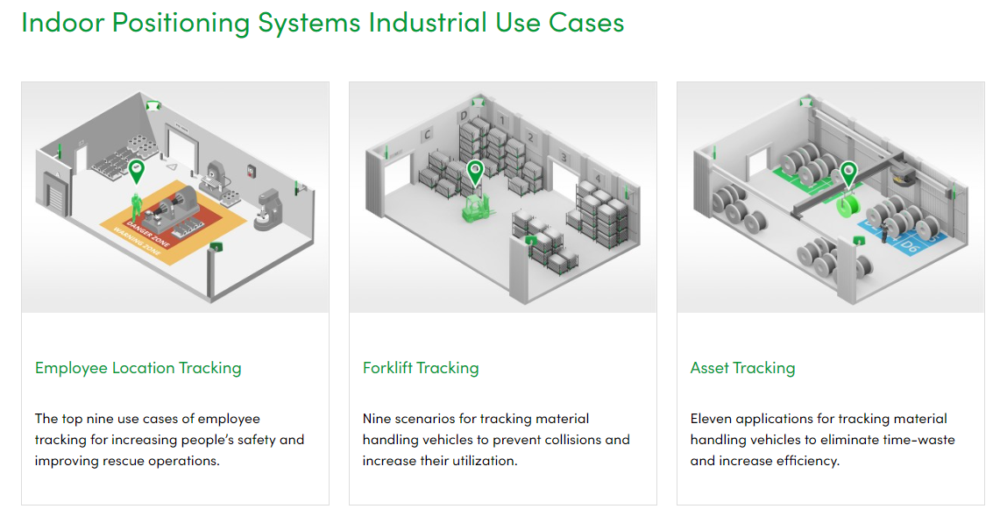 Indoor Positioning Systems Industrial Use Cases
DANGER ZONE
WARNING ZONE
D
1
2
C
3
4
D6
Employee Location Tracking
Forklift Tracking
Asset Tracking
The top nine use cases of employee
tracking for increasing people’s safety and
improving rescue operations.
Nine scenarios for tracking material
handling vehicles to prevent collisions and
increase their utilization.
Eleven applications for tracking material
handling vehicles to eliminate time-waste
and increase efficiency.